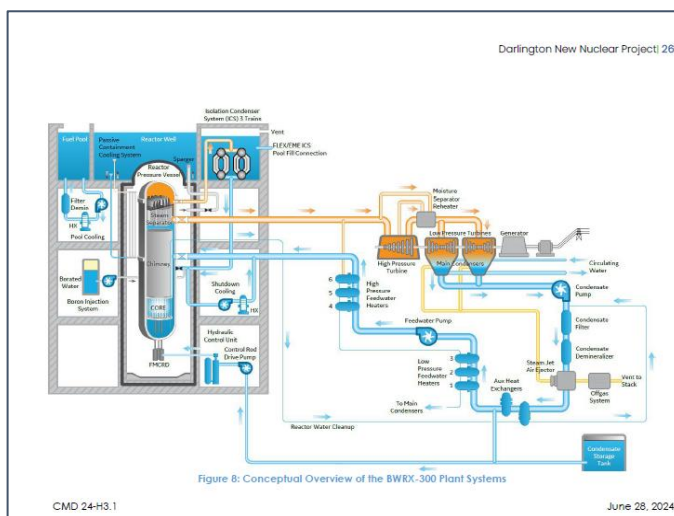 Darlington New Nuclear Project| 26
Isolation Condenser
System (ICS) 3 Trains
Vent
FLEX/EME ICS
Pool Fill Connection
Fuel Pool
Passive
Containment
Cooling System
Reactor Well
Sparger
Reactor
Pressure Vessel
Filter
Demin
HX
Pool Cooling
Steam
Separator
Chimney
Borated
Water
Boron Injection
System
CORE
Shutdown
Cooling
HX
Hydraulic
Control Unit
Control Rod
Drive Pump
FMCRD
Moisture
Separator
Reheater
Low Pressure Turbines
Generator
High Pressure
Turbine
Main Condensers
Circulating
Water
6
5
4
High
Pressure
Feedwater
Heaters
Condensate
Pump
Condensate
Filter
Condensate
Demineralizer
Feedwater Pump
Low
Pressure
Feedwater
Heaters
3
2
1
Steam Jet
Air Ejector
Offgas
System
Vent to
Stack
Aux Heat
Exchangers
To Main
Condensers
Reactor Water Cleanup
Condensate
Storage
Tank
Figure 8: Conceptual Overview of the BWRX-300 Plant Systems
CMD 24-H3.1
June 28, 2024